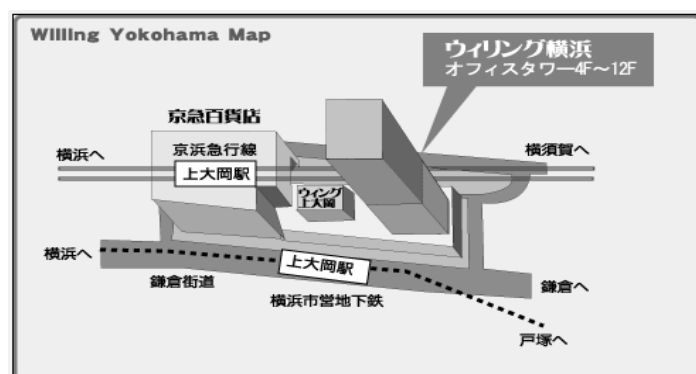 Willing Yokohama Map
ウィリング横浜
オフィスタワー4F〜12F
京急百貨店
横浜へ
京浜急行線
横須賀へ
上大岡駅
ウィング
上大岡
横浜へ
上大岡駅
鎌倉街道
横浜市営地下鉄
鎌倉へ
戸塚へ